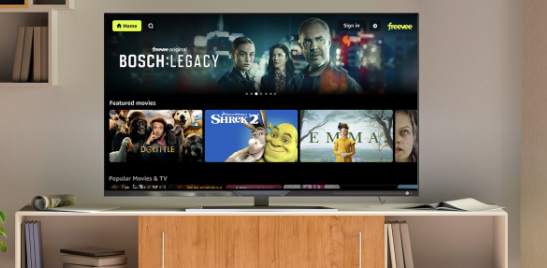 Home
Sign in
freevee
freevee original
BOSCH:LEGACY
Featured movies
DOLITTLE
SHREK 2
EMMA
Popular Movies & TV